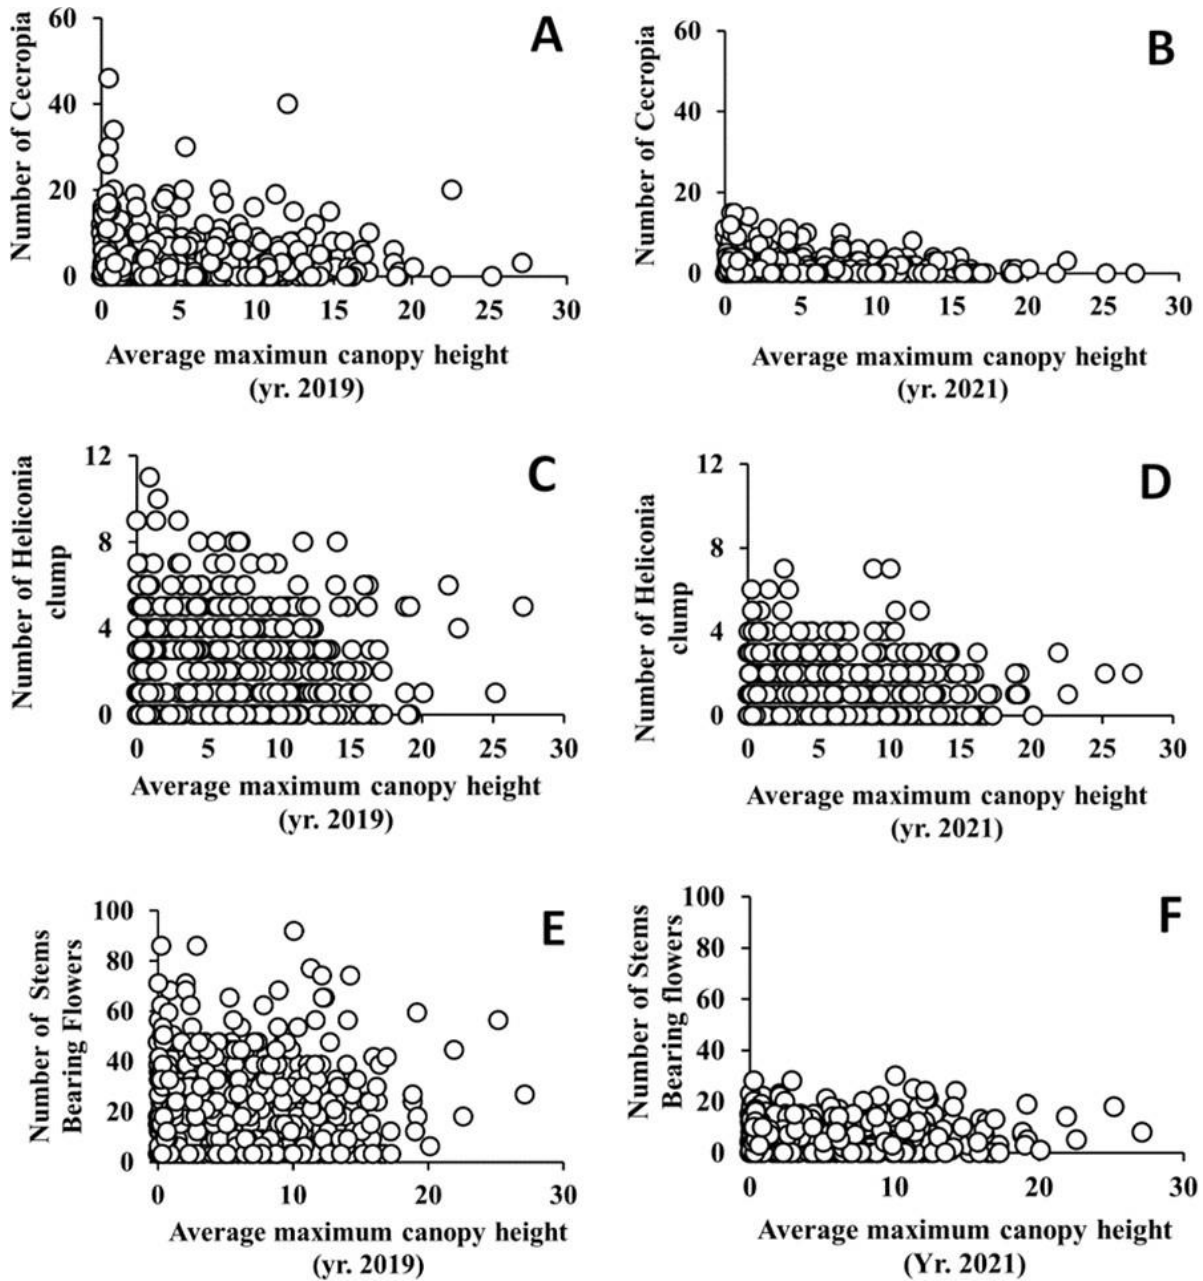 A
Number of Cecropia
60
40
20
0
0 5 10 15 20 25 30
Average maximun canopy height
(yr. 2019)
B
Number of Cecropia
60
40
20
0
0 5 10 15 20 25 30
Average maximum canopy height
(yr. 2021)
C
Number of Heliconia
clump
12
8
4
0
0 5 10 15 20 25 30
Average maximum canopy height
(yr. 2019)
D
Number of Heliconia
clump
12
8
4
0
0 5 10 15 20 25 30
Average maximum canopy height
(yr. 2021)
E
Number of Stems
Bearing Flowers
100
80
60
40
20
0
0 10 20 30
Average maximum canopy height
(yr. 2019)
F
Number of Stems
Bearing flowers
100
80
60
40
20
0
0 10 20 30
Average maximum canopy height
(Yr. 2021)